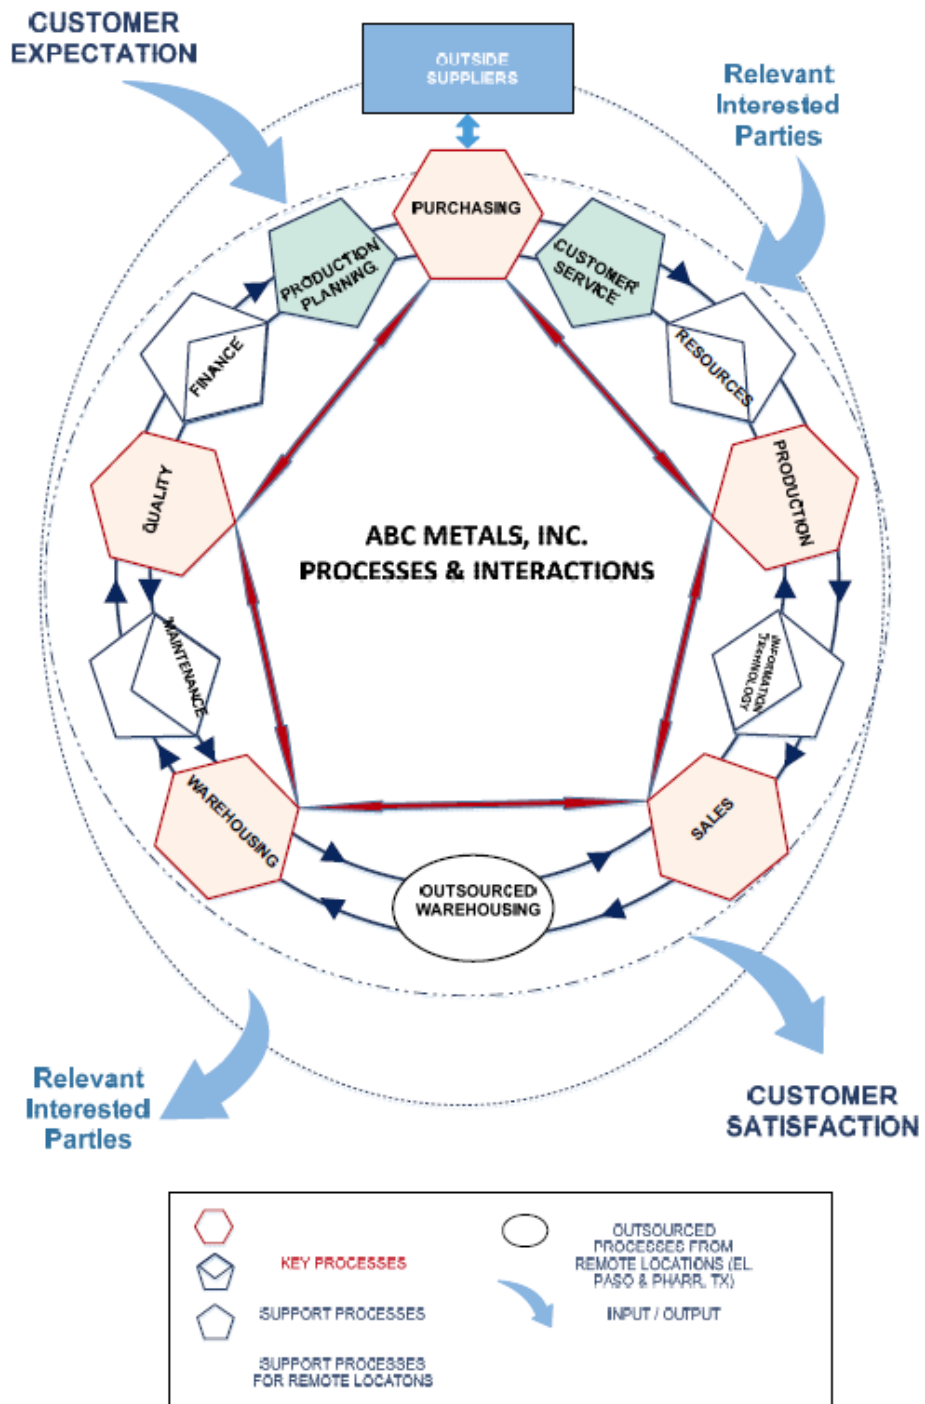 CUSTOMER
EXPECTATION
OUTSIDE
SUPPLIERS
Relevant
Interested
Parties
PURCHASING
PRODUCTION
PLANNING
CUSTOMER
SERVICE
FINANCE
RESOURCES
QUALITY
PRODUCTION
ABC METALS, INC.
PROCESSES & INTERACTIONS
MAINTENANCE
INFORMATION
TECHNOLOGY
WAREHOUSING
SALES
OUTSOURCED
WAREHOUSING
Relevant
Interested
Parties
CUSTOMER
SATISFACTION
KEY PROCESSES
SUPPORT PROCESSES
SUPPORT PROCESSES
FOR REMOTE LOCATONS
OUTSOURCED
PROCESSES FROM
REMOTE LOCATIONS (EL
PASO & PHARR, TX)
INPUT / OUTPUT